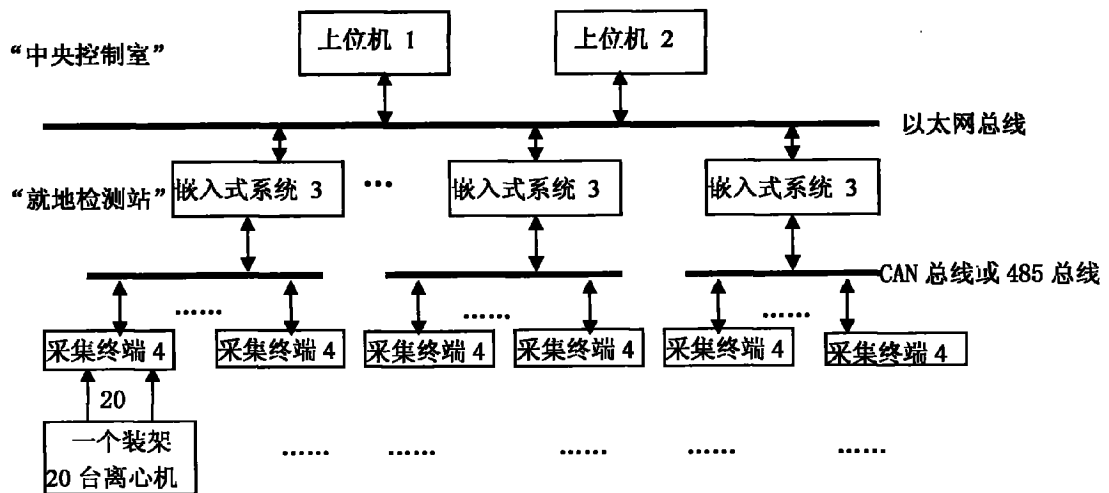 上位机 1
上位机 2
“中央控制室”
以太网总线
嵌入式系统 3
...
嵌入式系统 3
嵌入式系统 3
“就地检测站”
CAN 总线或 485 总线
......
......
......
采集终端 4
采集终端 4
采集终端 4
采集终端 4
采集终端 4
采集终端 4
20
一个装架
20 台离心机
......
......
......
......
......